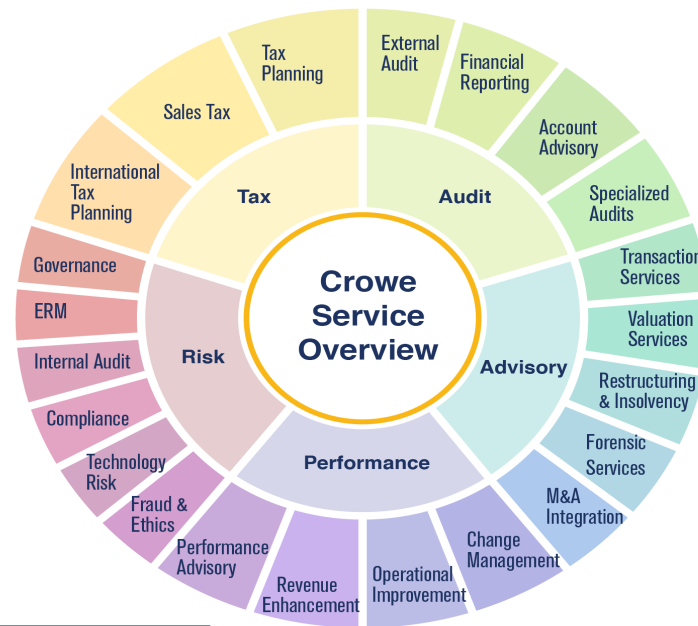 Crowe
Service
Overview
Tax
Audit
Advisory
Performance
Risk
Tax
Planning
External
Audit
Financial
Reporting
Account
Advisory
Specialized
Audits
Transaction
Services
Valuation
Services
Restructuring
& Insolvency
Forensic
Services
M&A
Integration
Change
Management
Operational
Improvement
Revenue
Enhancement
Performance
Advisory
Fraud &
Ethics
Technology
Risk
Compliance
Internal Audit
ERM
Governance
International
Tax
Planning
Sales Tax